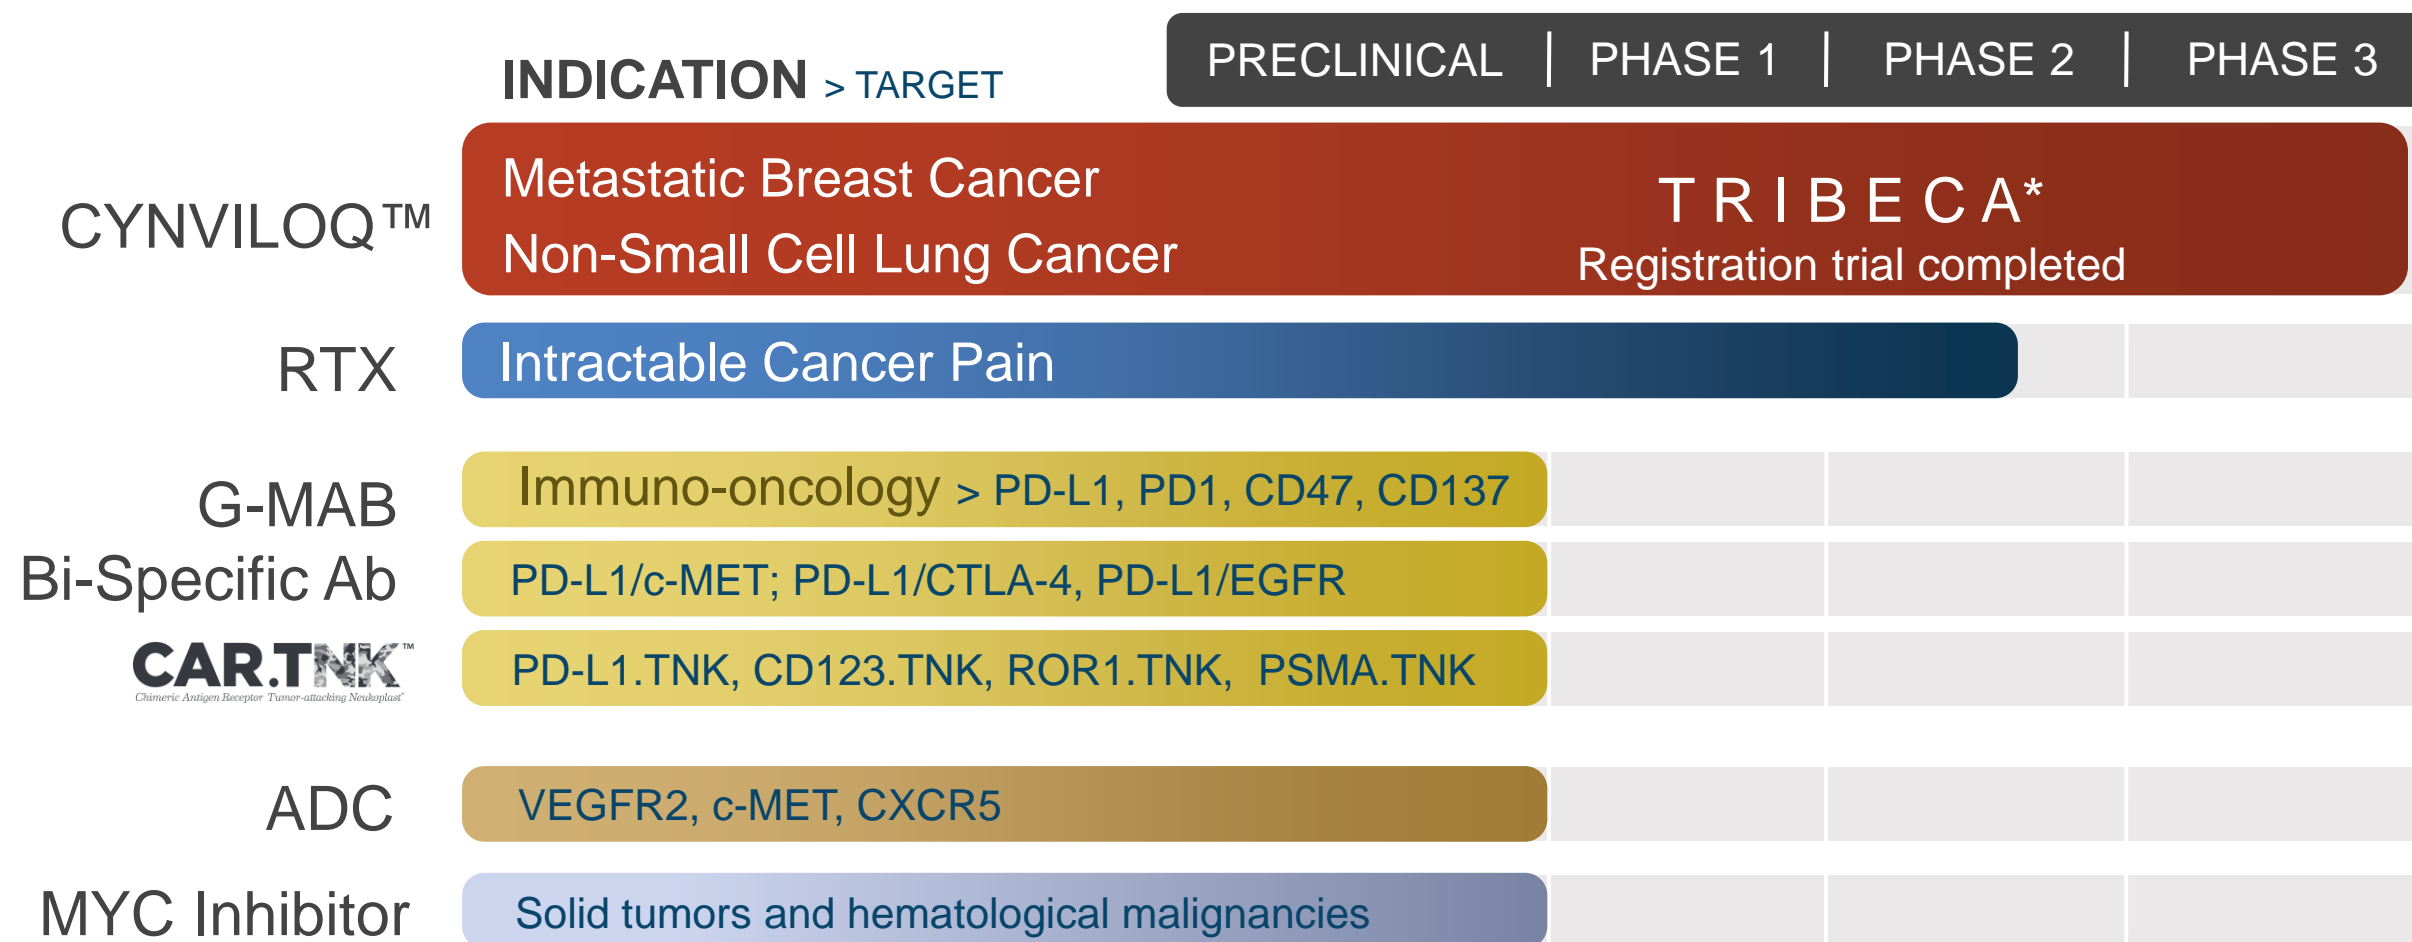 INDICATION > TARGET
PRECLINICAL | PHASE 1 | PHASE 2 | PHASE 3
CYNVILOQ™
Metastatic Breast Cancer
Non-Small Cell Lung Cancer
T R I B E C A*
Registration trial completed
RTX
Intractable Cancer Pain
G-MAB
Immuno-oncology > PD-L1, PD1, CD47, CD137
Bi-Specific Ab
PD-L1/c-MET; PD-L1/CTLA-4, PD-L1/EGFR
CAR.TNK™
Chimeric Antigen Receptor Tumor-attacking Neukoplast®
PD-L1.TNK, CD123.TNK, ROR1.TNK, PSMA.TNK
ADC
VEGFR2, c-MET, CXCR5
MYC Inhibitor
Solid tumors and hematological malignancies